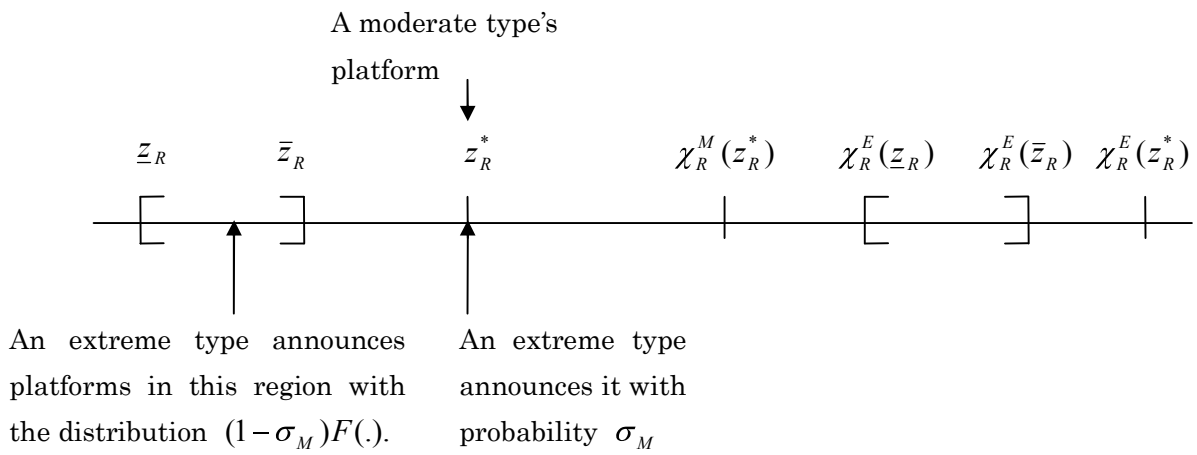 A moderate type's
platform
z̲_R z̄_R z_R^* χ_R^M(z_R^*) χ_R^E(z̲_R) χ_R^E(z̄_R) χ_R^E(z_R^*)
An extreme type announces
platforms in this region with
the distribution (1−σ_M)F(.).
An extreme type
announces it with
probability σ_M